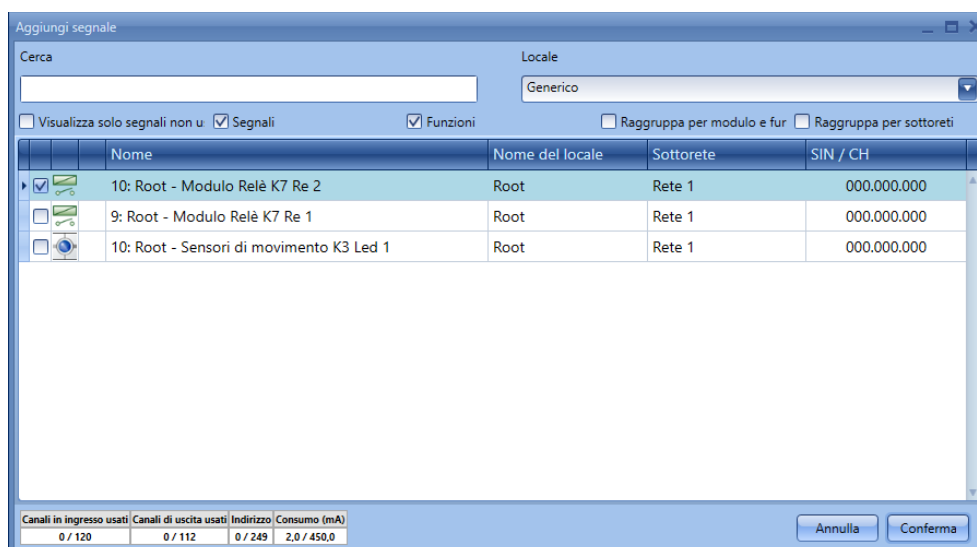 Aggiungi segnale
Cerca
Locale
Generico
Visualizza solo segnali non u
Segnali
Funzioni
Raggruppa per modulo e fur
Raggruppa per sottoreti
Nome Nome del locale Sottorete SIN / CH
10: Root - Modulo Relè K7 Re 2 Root Rete 1 000.000.000
9: Root - Modulo Relè K7 Re 1 Root Rete 1 000.000.000
10: Root - Sensori di movimento K3 Led 1 Root Rete 1 000.000.000
Canali in ingresso usati Canali di uscita usati Indirizzo Consumo (mA)
0 / 120 0 / 112 0 / 249 2,0 / 450,0
Annulla Conferma